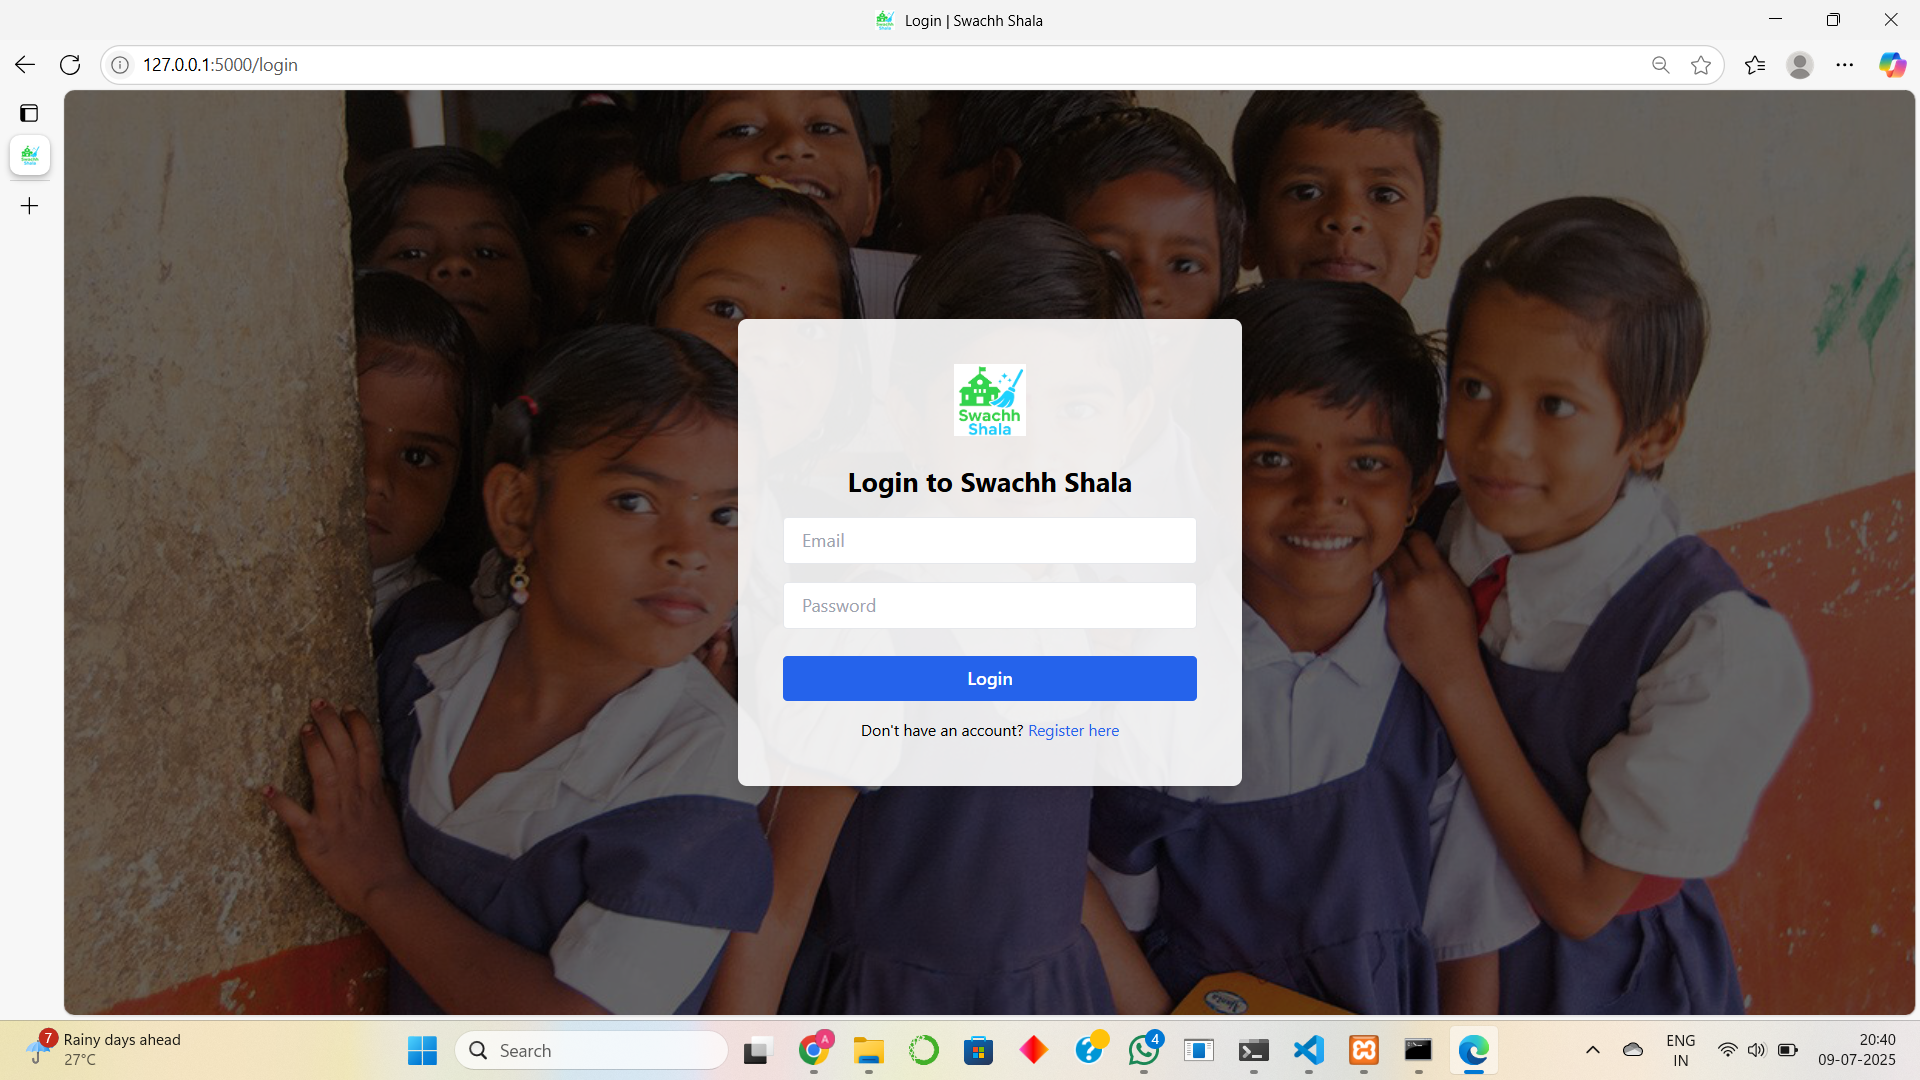 Login | Swachh Shala
127.0.0.1:5000/login
Swachh
Shala
Swachh
Shala
Login to Swachh Shala
Email
Password
Login
Don't have an account? Register here
7
Rainy days ahead
27°C
Search
A
4
ENG
IN
20:40
09-07-2025